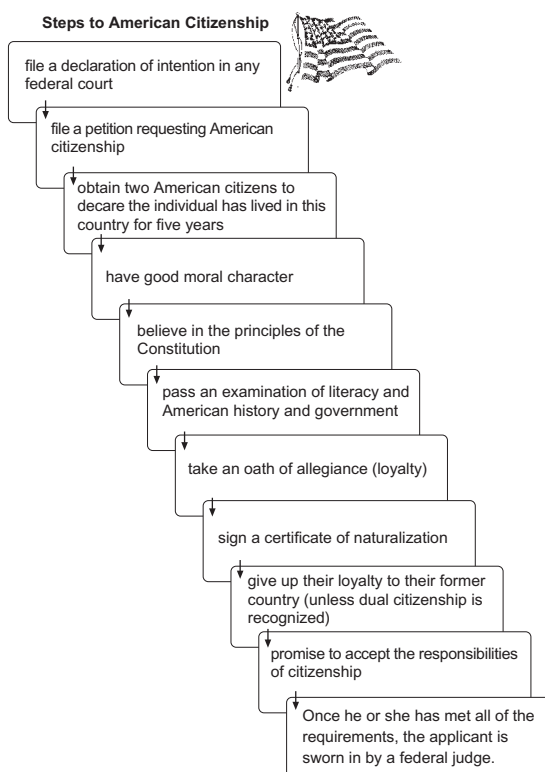 Steps to American Citizenship
file a declaration of intention in any
federal court
file a petition requesting American
citizenship
obtain two American citizens to
decare the individual has lived in this
country for five years
have good moral character
believe in the principles of the
Constitution
pass an examination of literacy and
American history and government
take an oath of allegiance (loyalty)
sign a certificate of naturalization
give up their loyalty to their former
country (unless dual citizenship is
recognized)
promise to accept the responsibilities
of citizenship
Once he or she has met all of the
requirements, the applicant is
sworn in by a federal judge.